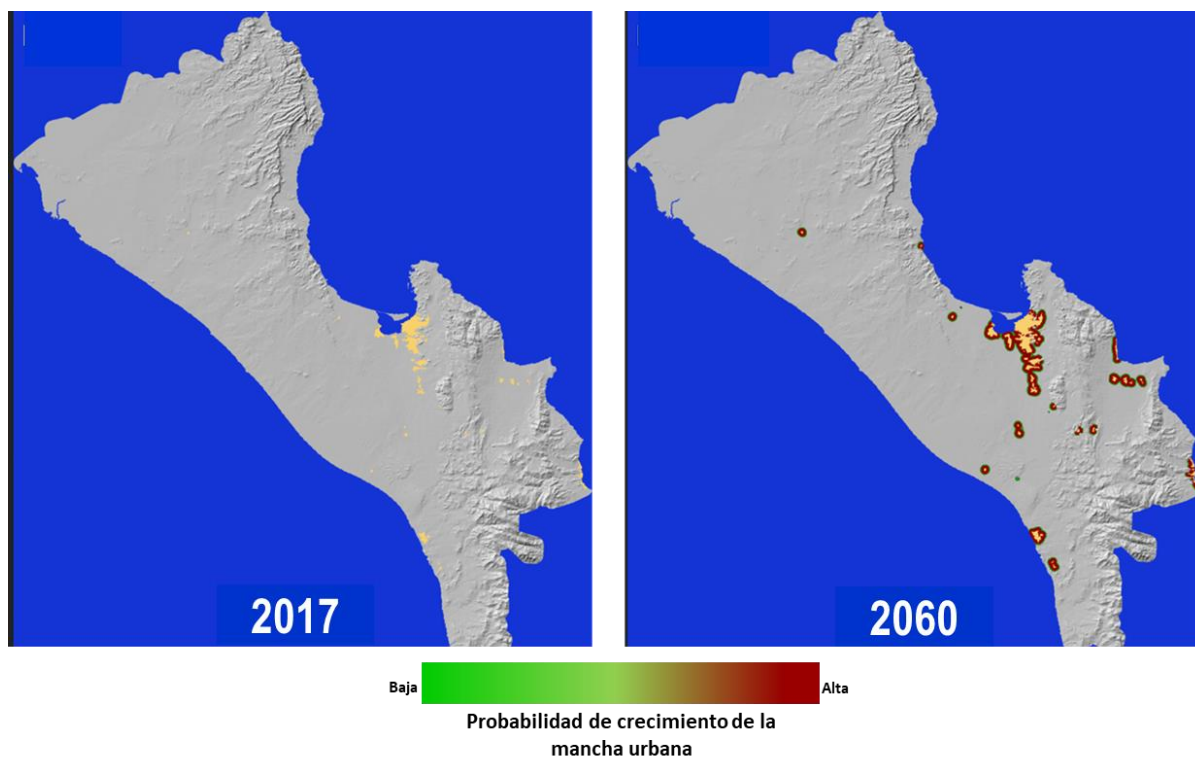 2017
2060
Baja
Alta
Probabilidad de crecimiento de la
mancha urbana